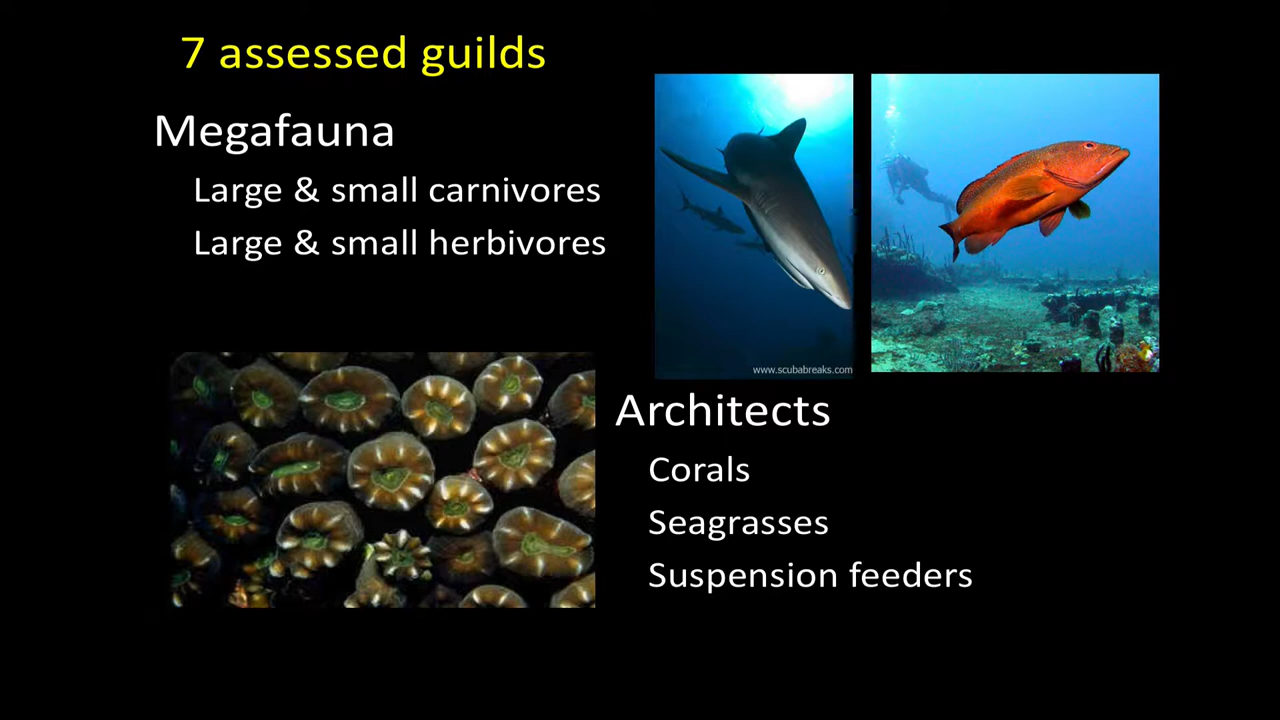 7 assessed guilds
Megafauna
Large & small carnivores
Large & small herbivores
www.scubabreaks.com
Architects
Corals
Seagrasses
Suspension feeders